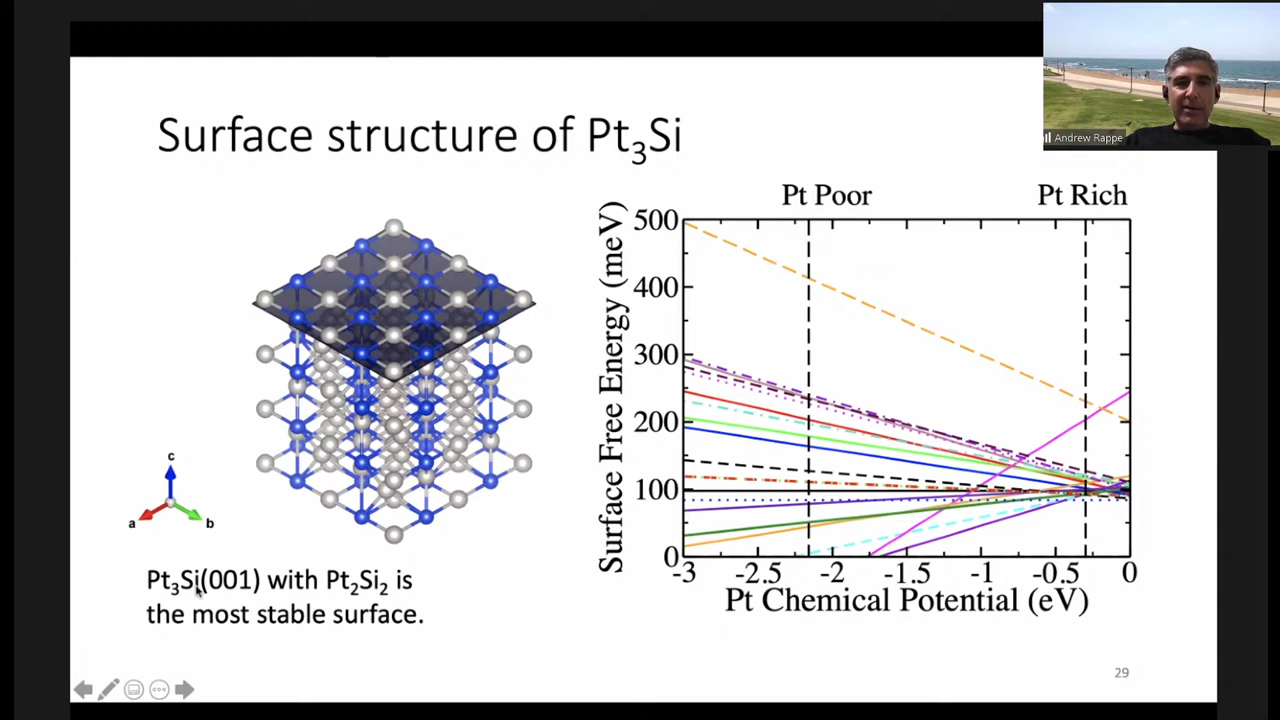 Andrew Rappe
Surface structure of Pt₃Si
Pt Poor
Pt Rich
Surface Free Energy (meV)
500
400
300
200
100
0
-3
-2.5
-2
-1.5
-1
-0.5
0
Pt Chemical Potential (eV)
c
a
b
Pt₃Si(001) with Pt₂Si₂ is
the most stable surface.
29